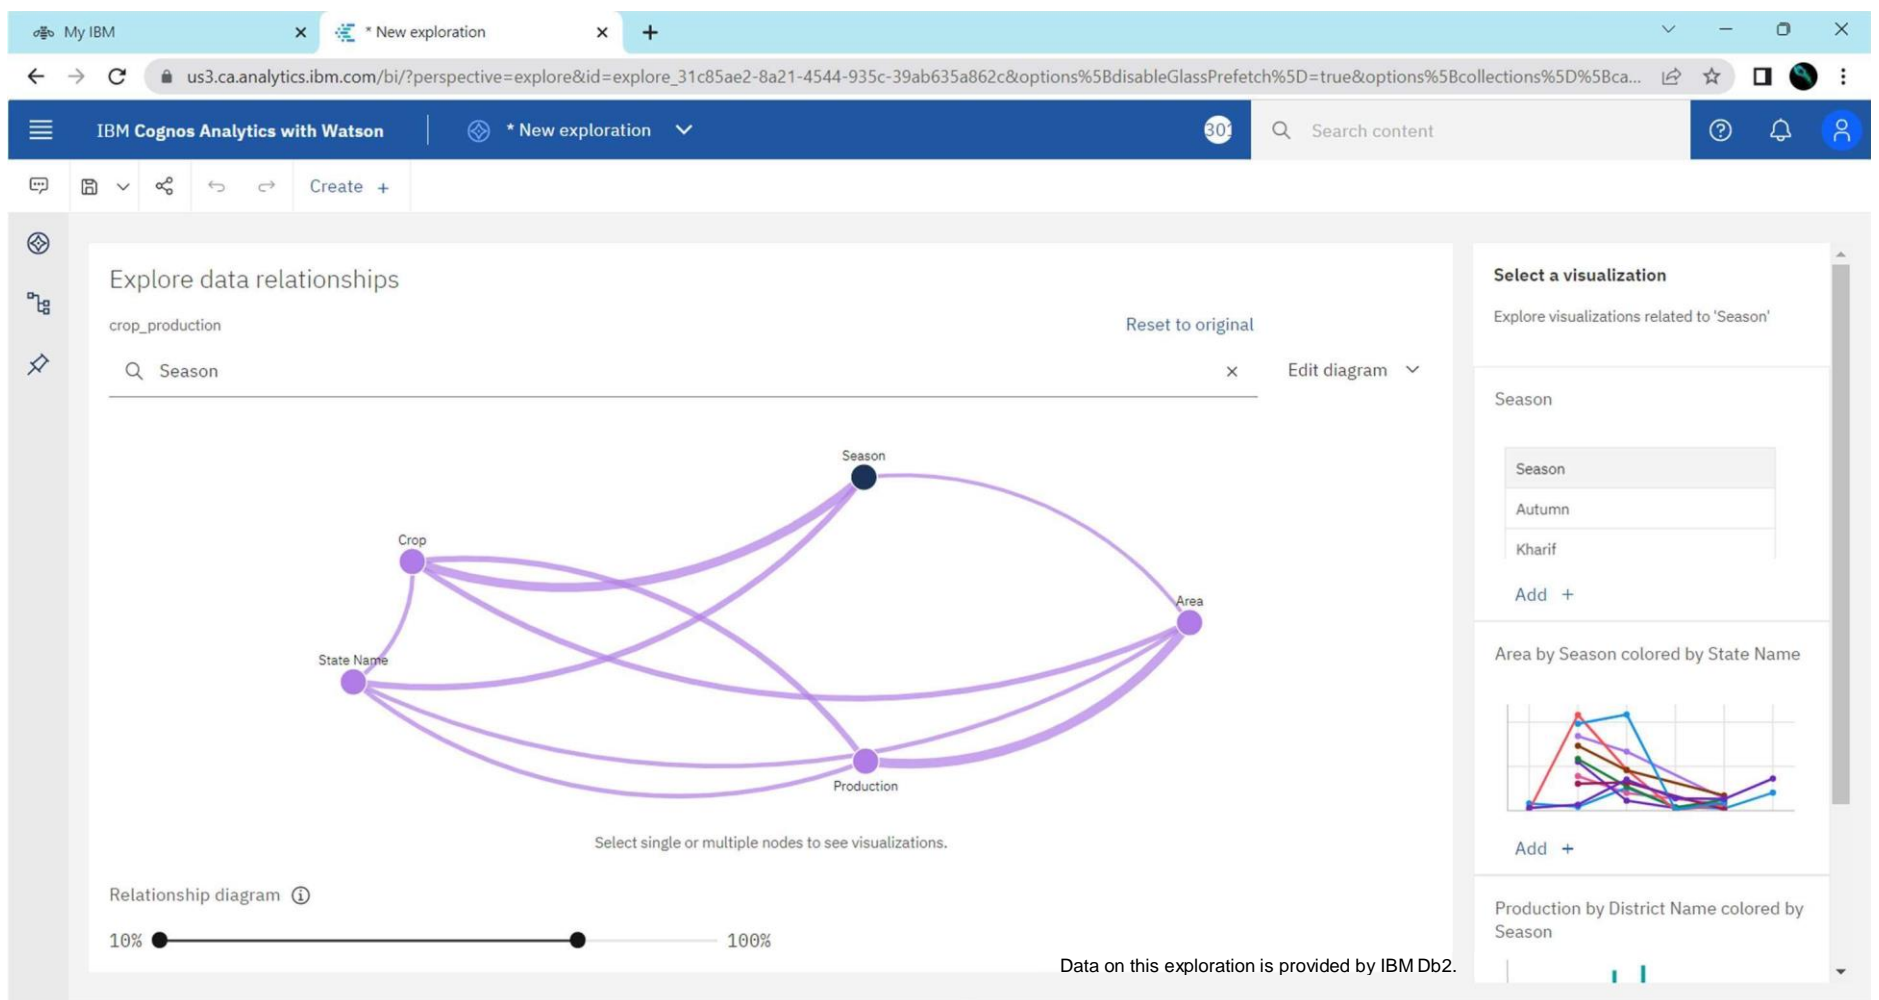 My IBM
* New exploration
us3.ca.analytics.ibm.com/bi/?perspective=explore&id=explore_31c85ae2-8a21-4544-935c-39ab635a862c&options%5BdisableGlassPrefetch%5D=true&options%5Bcollections%5D%5Bca...
IBM Cognos Analytics with Watson
* New exploration
Search content
Create +
Explore data relationships
crop_production
Reset to original
Season
Edit diagram
Season
Crop
Area
State Name
Production
Select single or multiple nodes to see visualizations.
Relationship diagram
10%
100%
Data on this exploration is provided by IBM Db2.
Select a visualization
Explore visualizations related to 'Season'
Season
Season
Autumn
Kharif
Add +
Area by Season colored by State Name
Add +
Production by District Name colored by
Season